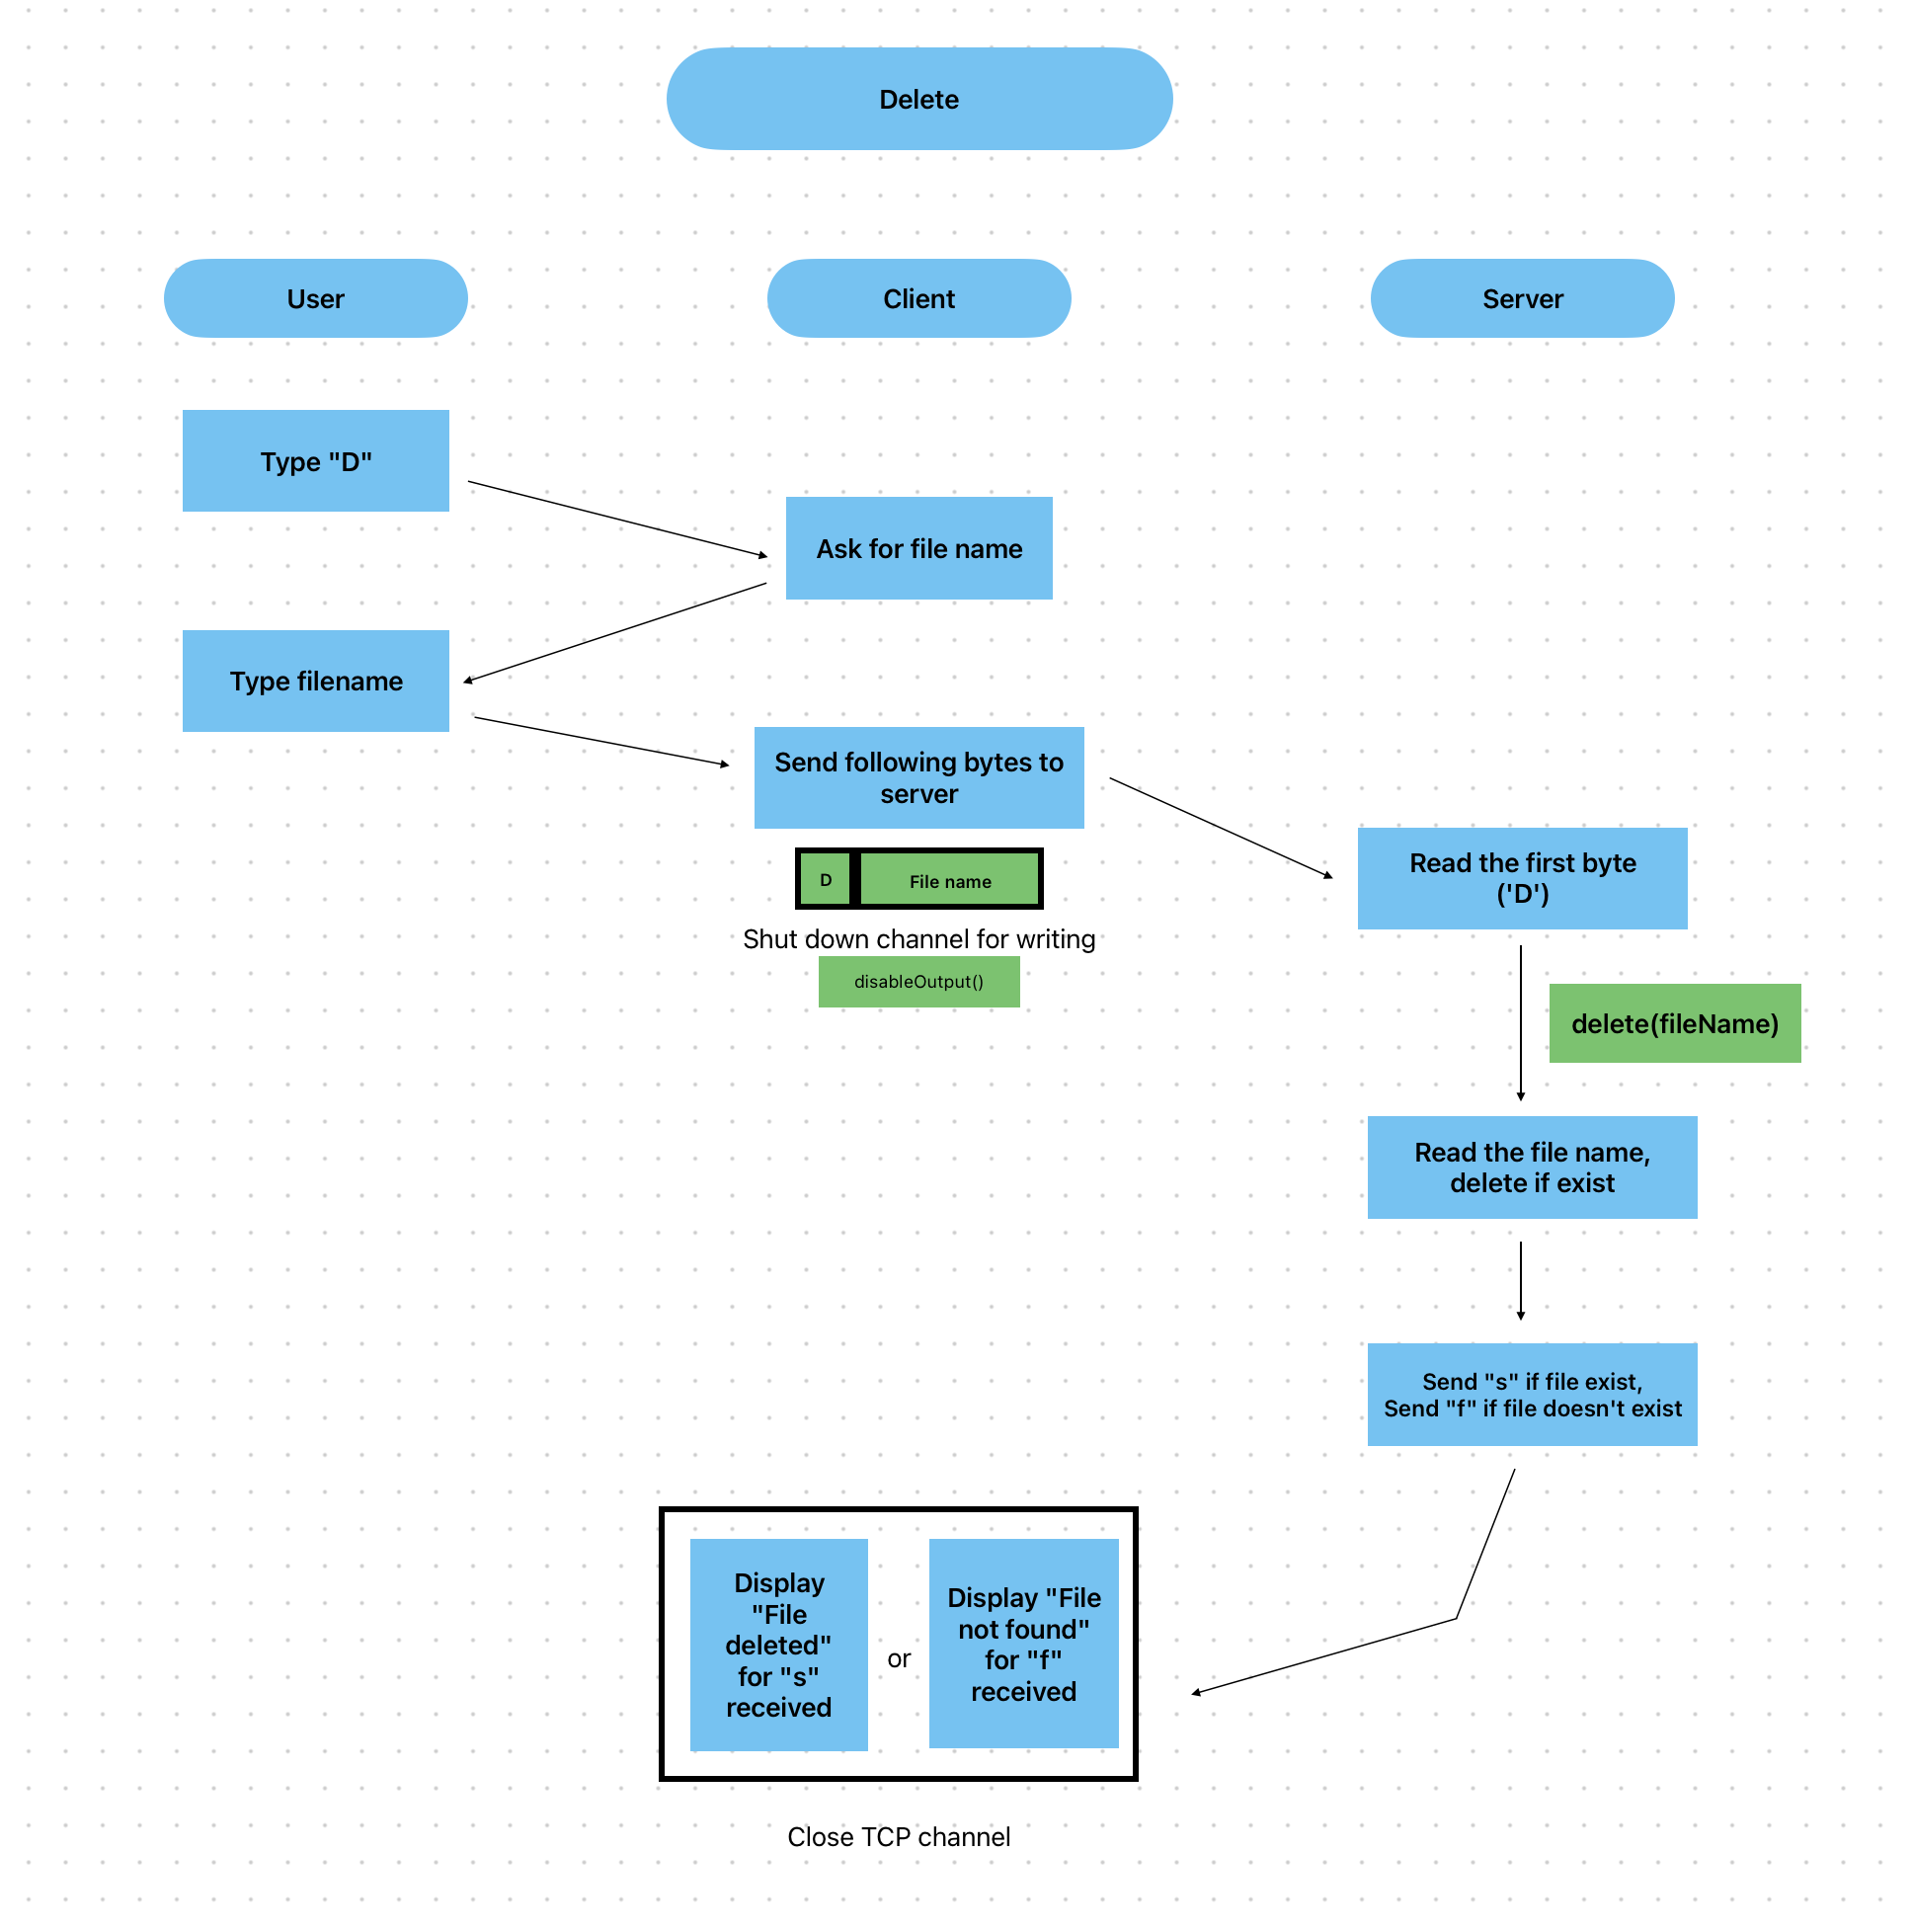 Delete
User
Client
Server
Type "D"
Ask for file name
Type filename
Send following bytes to
server
D
File name
Shut down channel for writing
disableOutput()
Read the first byte
('D')
delete(fileName)
Read the file name,
delete if exist
Send "s" if file exist,
Send "f" if file doesn't exist
Display
"File
deleted"
for "s"
received
or
Display "File
not found"
for "f"
received
Close TCP channel